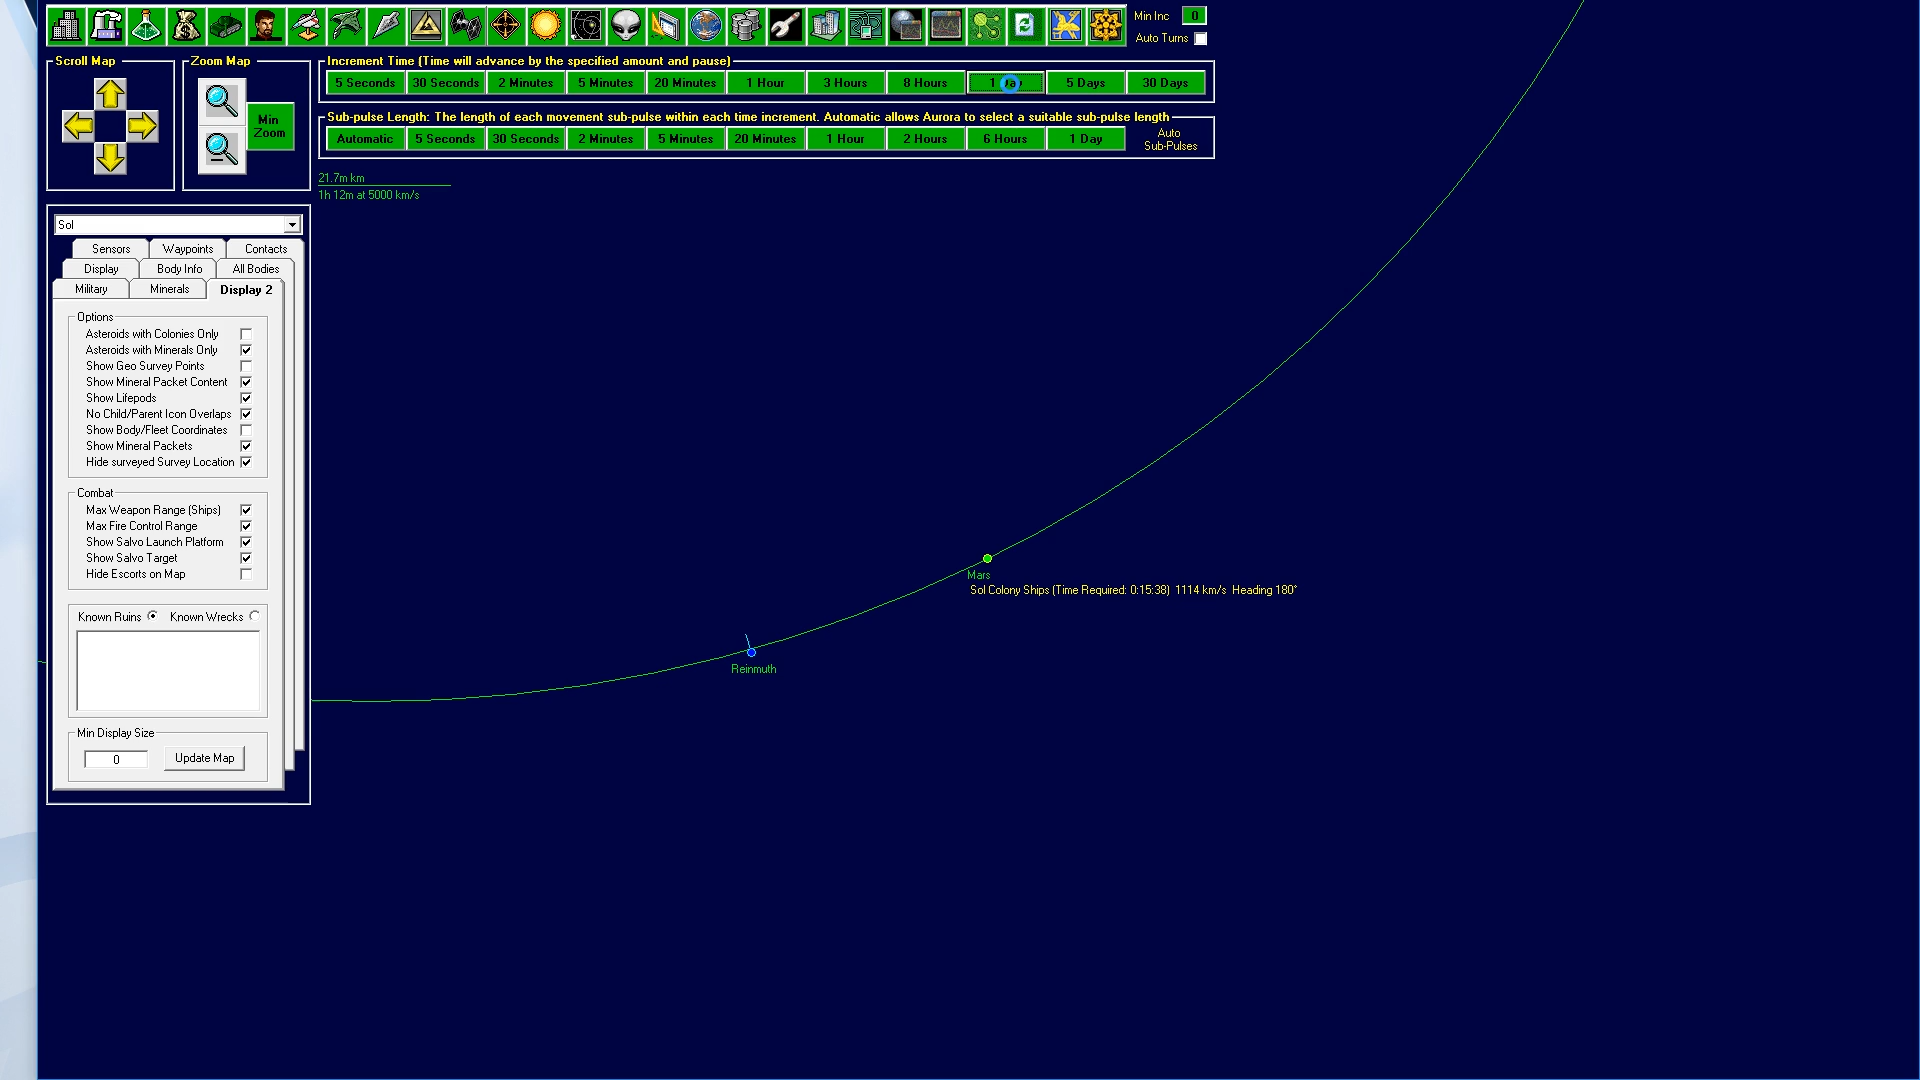 Min Inc 0
Auto Turns
Scroll Map
Zoom Map
Min Zoom
Increment Time (Time will advance by the specified amount and pause)
5 Seconds 30 Seconds 2 Minutes 5 Minutes 20 Minutes 1 Hour 3 Hours 8 Hours 1 5 Days 30 Days
Sub-pulse Length: The length of each movement sub-pulse within each time increment. Automatic allows Aurora to select a suitable sub-pulse length
Automatic 5 Seconds 30 Seconds 2 Minutes 5 Minutes 20 Minutes 1 Hour 2 Hours 6 Hours 1 Day
Auto
Sub-Pulses
21.7m km
1h 12m at 5000 km/s
Sol
Sensors Waypoints Contacts
Display Body Info All Bodies
Military Minerals Display 2
Options
Asteroids with Colonies Only
Asteroids with Minerals Only
Show Geo Survey Points
Show Mineral Packet Content
Show Lifepods
No Child/Parent Icon Overlaps
Show Body/Fleet Coordinates
Show Mineral Packets
Hide surveyed Survey Location
Combat
Max Weapon Range (Ships)
Max Fire Control Range
Show Salvo Launch Platform
Show Salvo Target
Hide Escorts on Map
Known Ruins Known Wrecks
Min Display Size
0 Update Map
Mars
Sol Colony Ships (Time Required: 0:15:38) 1114 km/s Heading 180°
Reinmuth